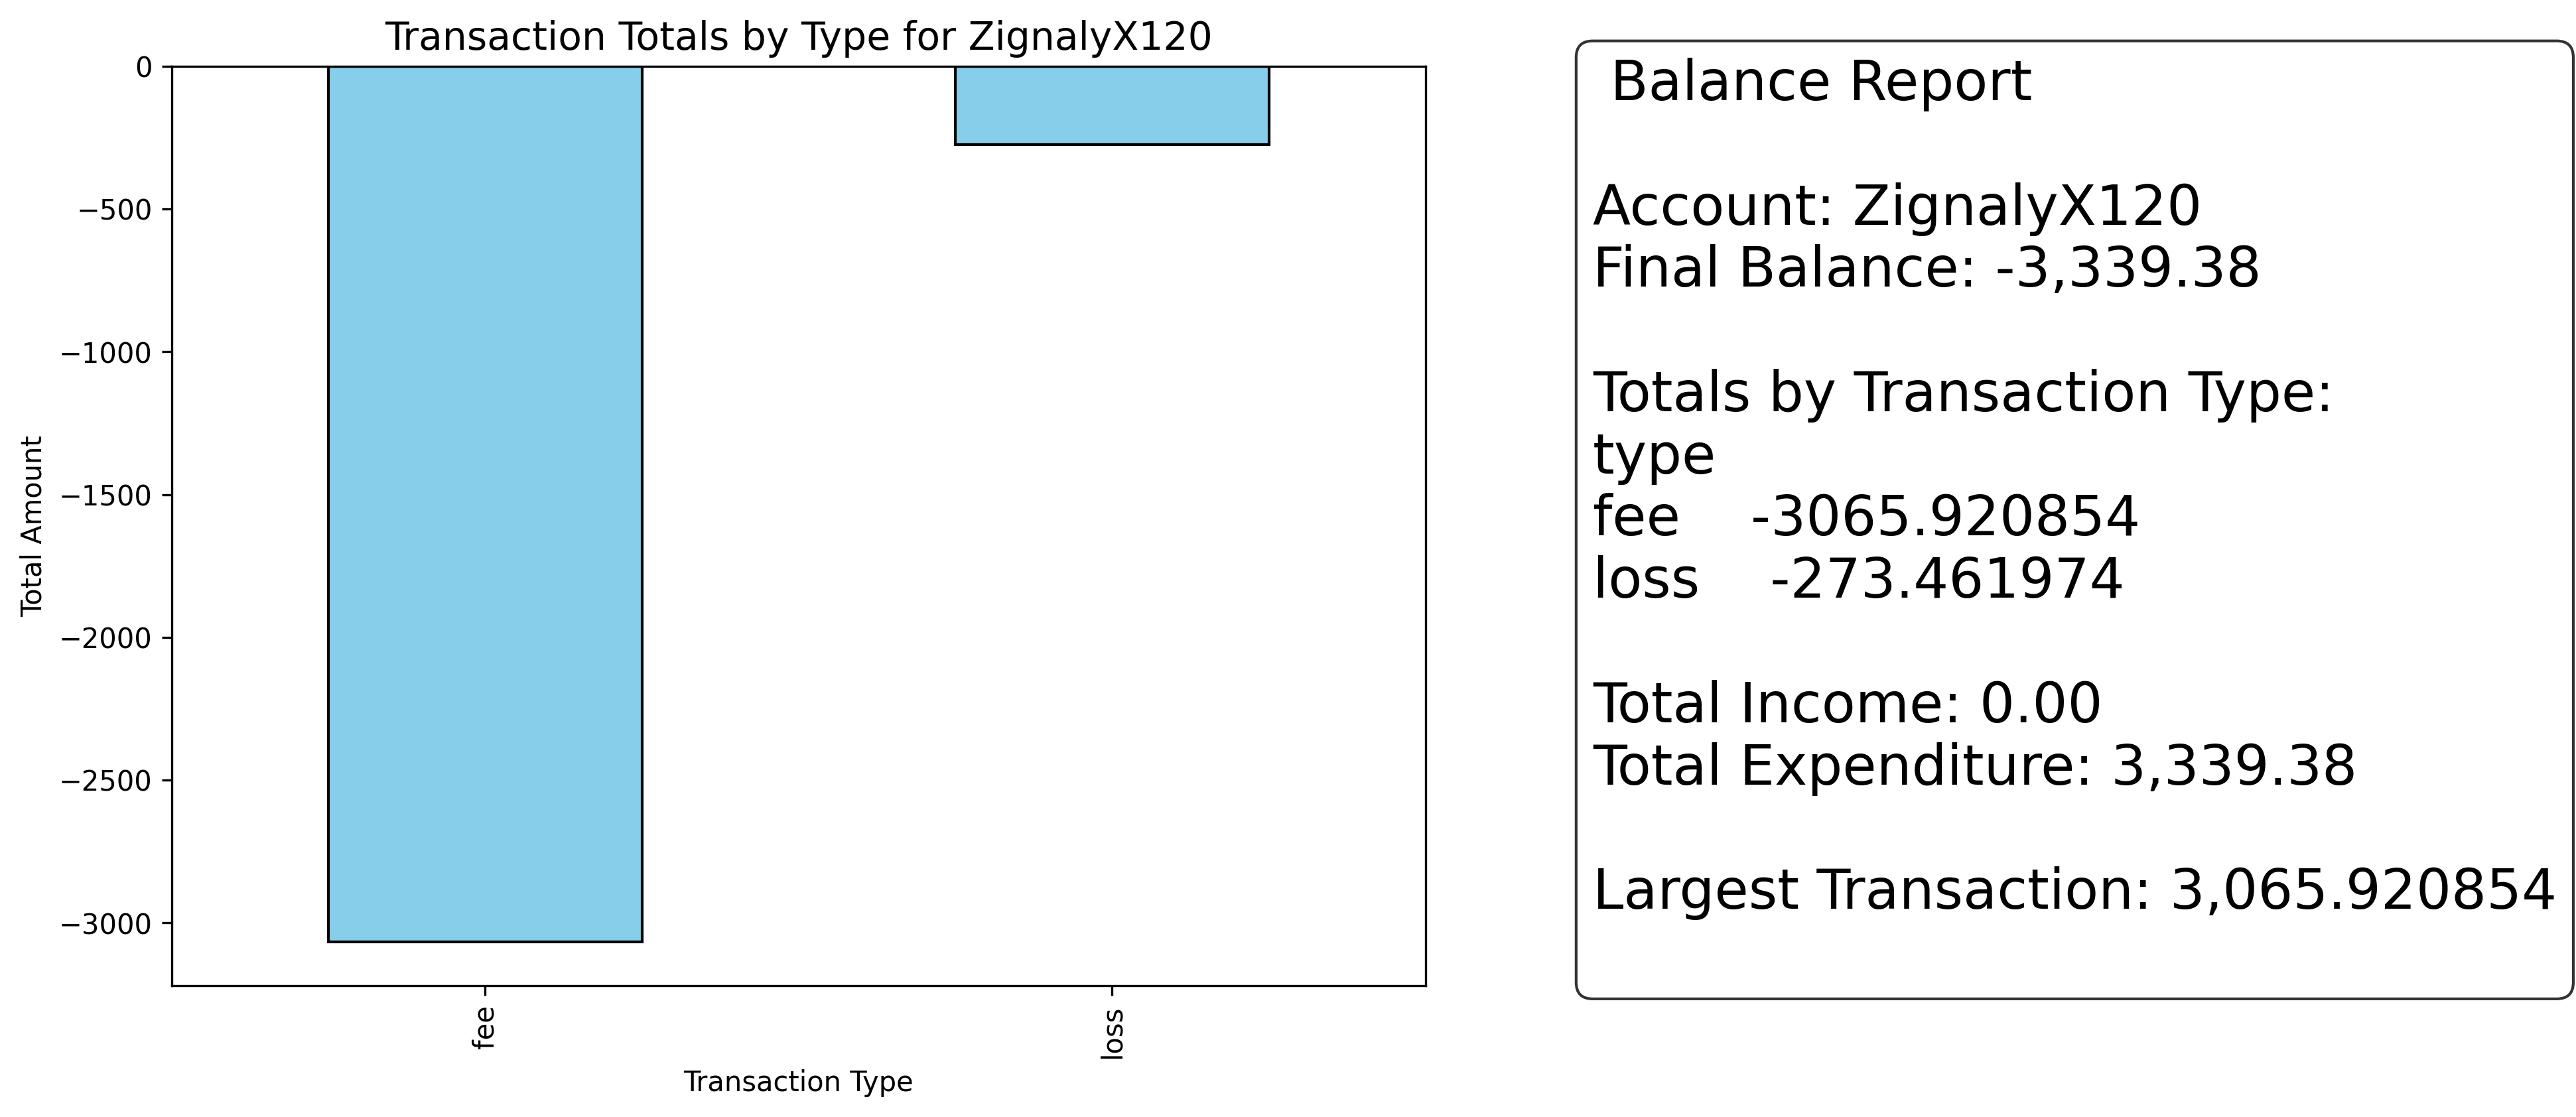 Transaction Totals by Type for ZignalyX120
0
−500
−1000
−1500
−2000
−2500
−3000
Total Amount
fee
loss
Transaction Type
Balance Report
Account: ZignalyX120
Final Balance: -3,339.38
Totals by Transaction Type:
type
fee -3065.920854
loss -273.461974
Total Income: 0.00
Total Expenditure: 3,339.38
Largest Transaction: 3,065.920854